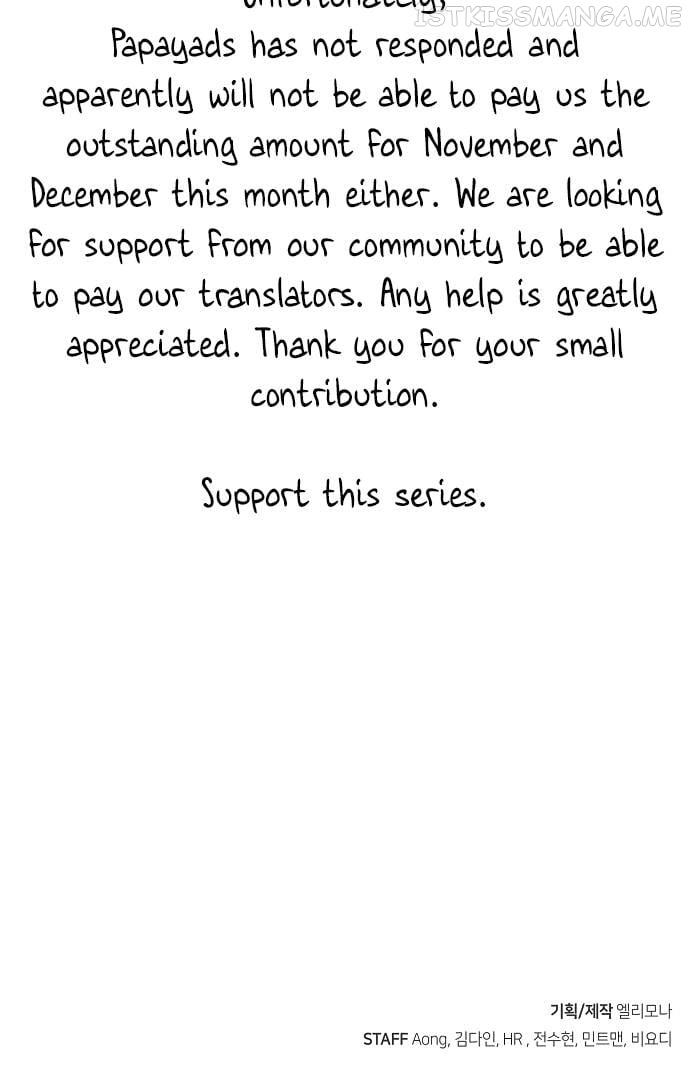 Unfortunately,
1STKISSMANGA.ME
Papayads has not responded and
apparently will not be able to pay us the
outstanding amount for November and
December this month either. We are looking
for support from our community to be able
to pay our translators. Any help is greatly
appreciated. Thank you for your small
contribution.
Support this series.
기획/제작 엘리모나
STAFF Aong, 김다인, HR , 전수현, 민트맨, 비요디